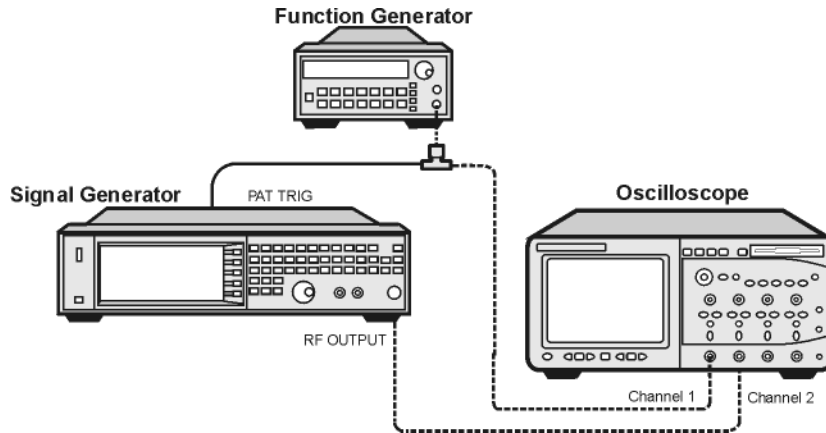 Function Generator
Signal Generator
PAT TRIG
Oscilloscope
RF OUTPUT
Channel 1
Channel 2